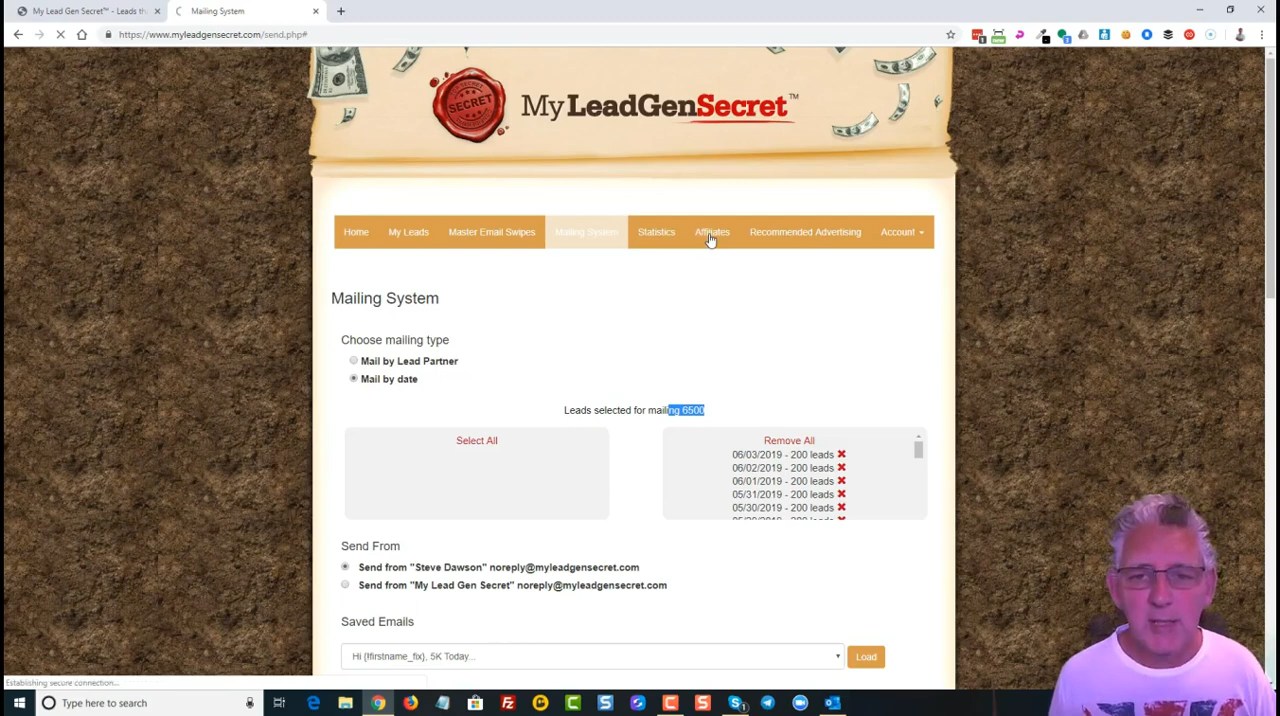 My Lead Gen Secret™ - Leads th
Mailing System
https://www.myleadgensecret.com/send.php#
SECRET
MyLEADGENSecret™
Home
My Leads
Master Email Swipes
Mailing System
Statistics
Affiliates
Recommended Advertising
Account
Mailing System
Choose mailing type
Mail by Lead Partner
Mail by date
Leads selected for mailing 6500
Select All
Remove All
06/03/2019 - 200 leads
06/02/2019 - 200 leads
06/01/2019 - 200 leads
05/31/2019 - 200 leads
05/30/2019 - 200 leads
Send From
Send from "Steve Dawson" noreply@myleadgensecret.com
Send from "My Lead Gen Secret" noreply@myleadgensecret.com
Saved Emails
Hi {!firstname_fix}, 5K Today...
Load
Establishing secure connection...
Type here to search